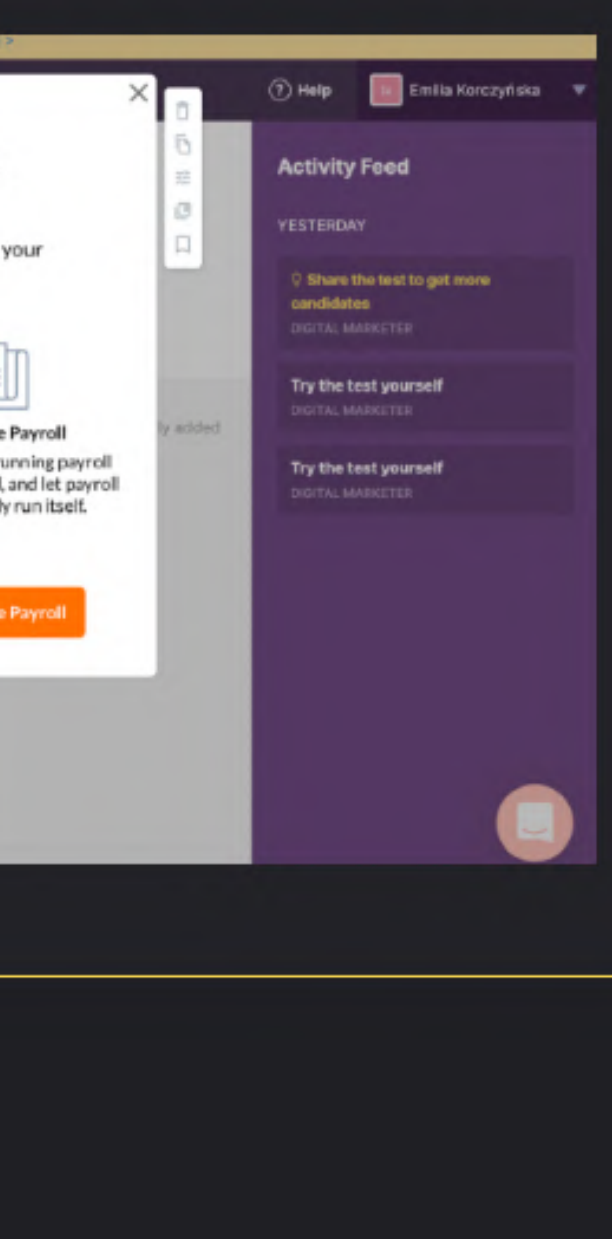 >
Help
Emilia Korczyńska
Activity Feed
YESTERDAY
Share the test to get more
candidates
DIGITAL MARKETER
Try the test yourself
DIGITAL MARKETER
Try the test yourself
DIGITAL MARKETER
your
e Payroll
unning payroll
, and let payroll
ly run itself.
e Payroll
ly added